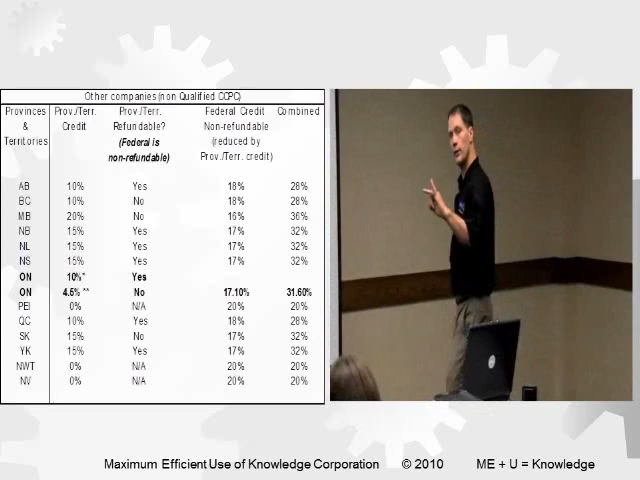 Other companies (non Qualified CCPC)
Provinces & Territories Prov./Terr. Credit Prov./Terr. Refundable? (Federal is non-refundable) Federal Credit Non-refundable (reduced by Prov./Terr. credit) Combined
AB 10% Yes 18% 28%
BC 10% No 18% 28%
MB 20% No 16% 36%
NB 15% Yes 17% 32%
NL 15% Yes 17% 32%
NS 15% Yes 17% 32%
ON 10%* Yes
ON 4.5% ** No 17.10% 31.60%
PEI 0% N/A 20% 20%
QC 10% Yes 18% 28%
SK 15% No 17% 32%
YK 15% Yes 17% 32%
NWT 0% N/A 20% 20%
NV 0% N/A 20% 20%
Maximum Efficient Use of Knowledge Corporation © 2010 ME + U = Knowledge